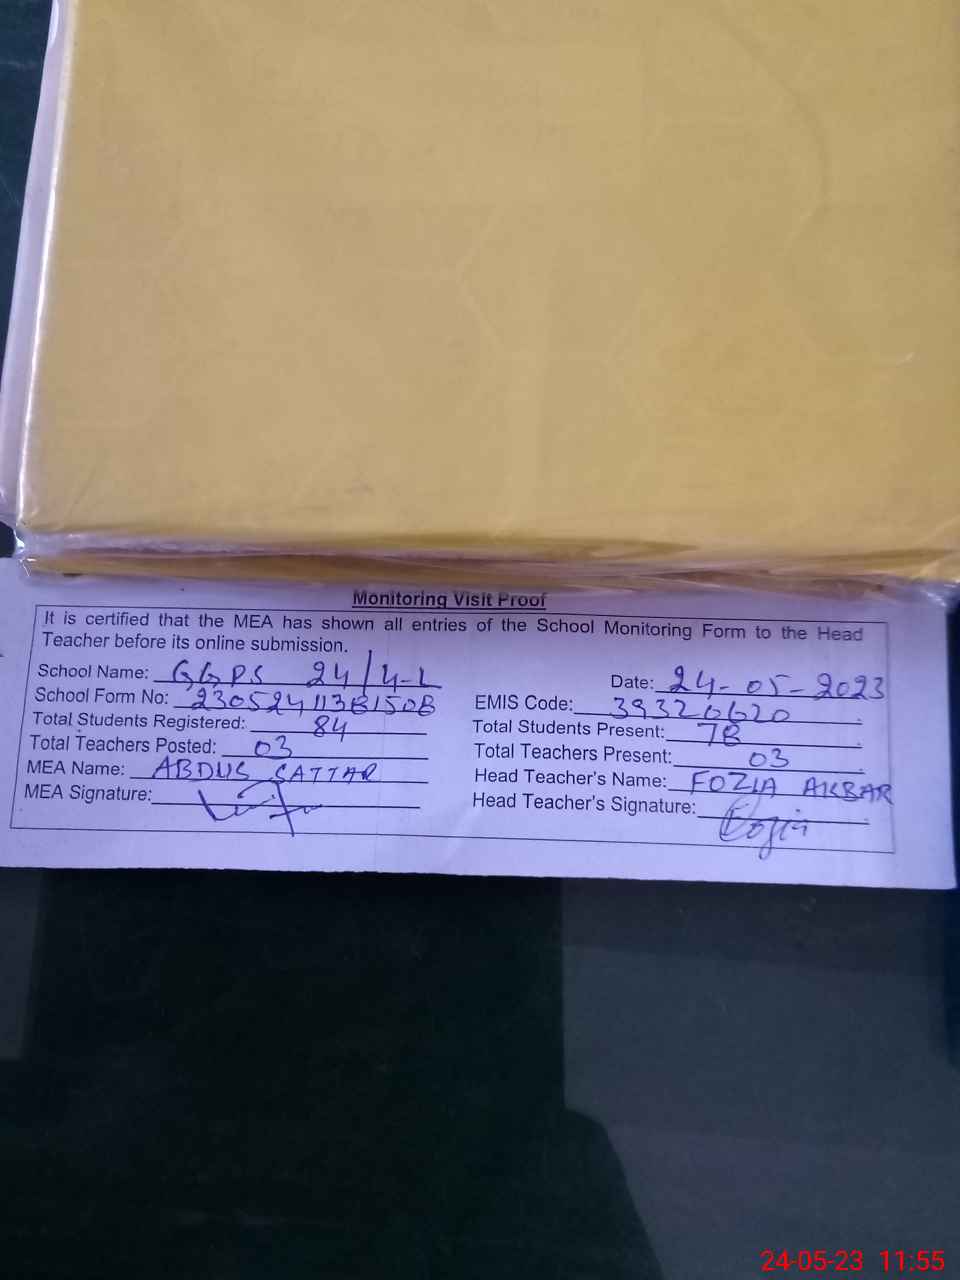 Monitoring Visit Proof
It is certified that the MEA has shown all entries of the School Monitoring Form to the Head
Teacher before its online submission.
School Name: GGPS 24/4-L Date: 24-05-2023
School Form No: 2305241138150B EMIS Code: 39320620
Total Students Registered: 84 Total Students Present: 78
Total Teachers Posted: 03 Total Teachers Present: 03
MEA Name: ABDUS SATTAR Head Teacher's Name: FOZIA AKBAR
MEA Signature: Head Teacher's Signature: Fozia
24-05-23 11:55